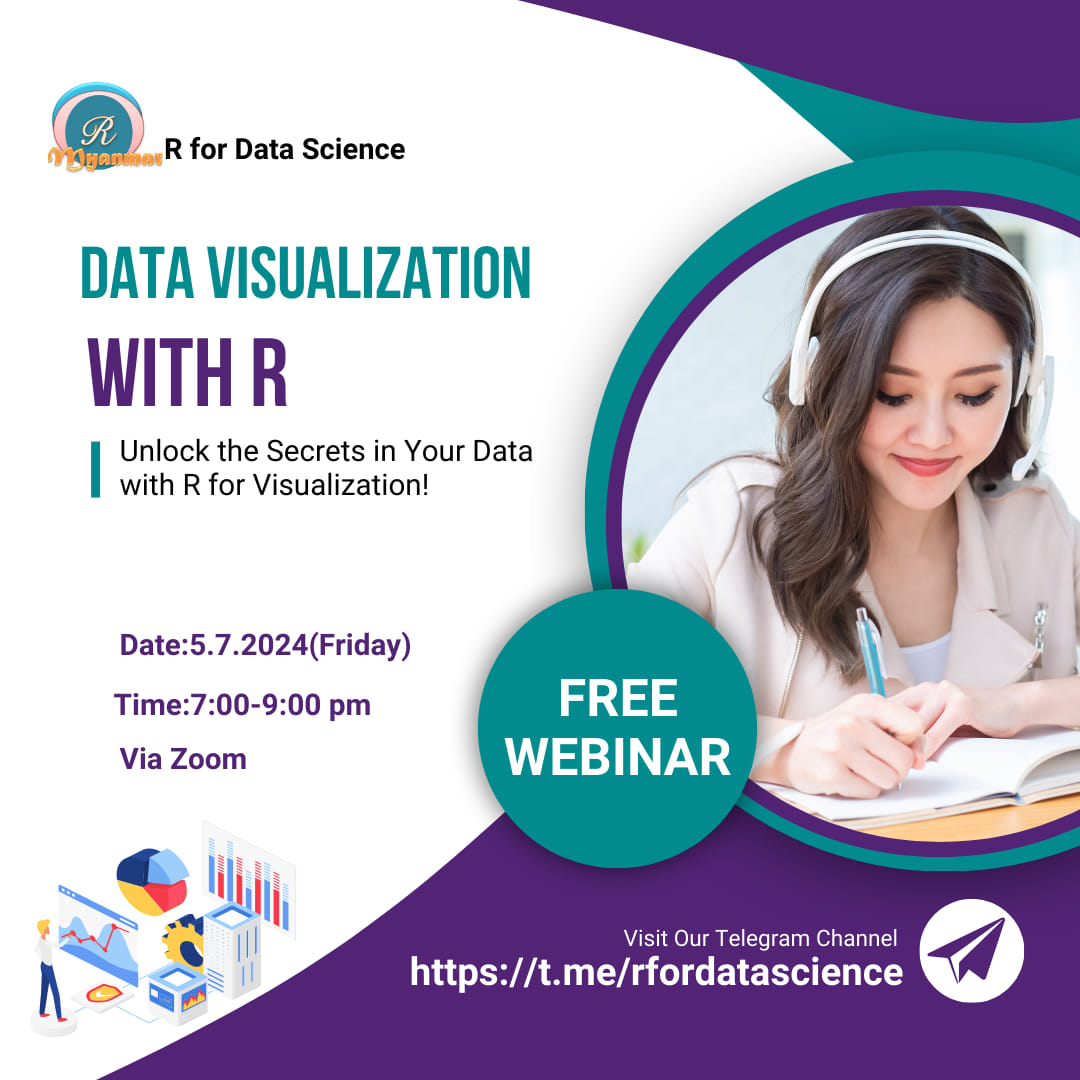 R
Myanmar
R for Data Science
DATA VISUALIZATION
WITH R
Unlock the Secrets in Your Data
with R for Visualization!
Date:5.7.2024(Friday)
Time:7:00-9:00 pm
Via Zoom
FREE
WEBINAR
Visit Our Telegram Channel
https://t.me/rfordatascience